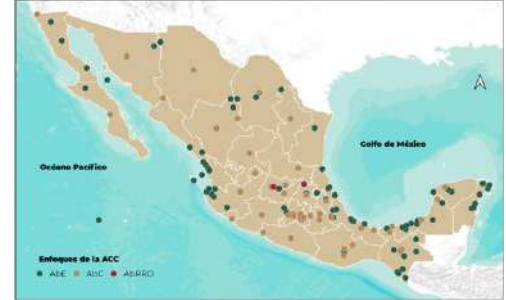 Golfo de México
Océano Pacífico
Enfoques de la ACC
AbE AbC AbRRD